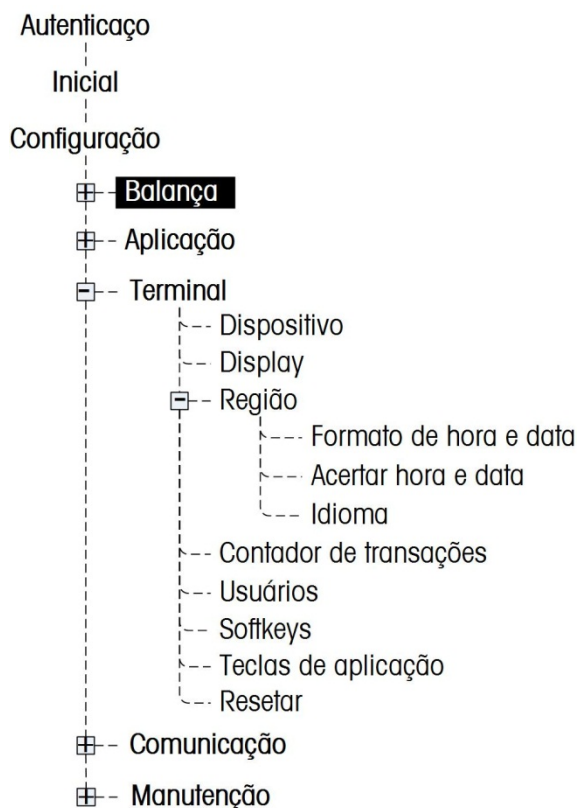 Autenticaço
Inicial
Configuração
Balança
Aplicação
Terminal
Dispositivo
Display
Região
Formato de hora e data
Acertar hora e data
Idioma
Contador de transações
Usuários
Softkeys
Teclas de aplicação
Resetar
Comunicação
Manutenção